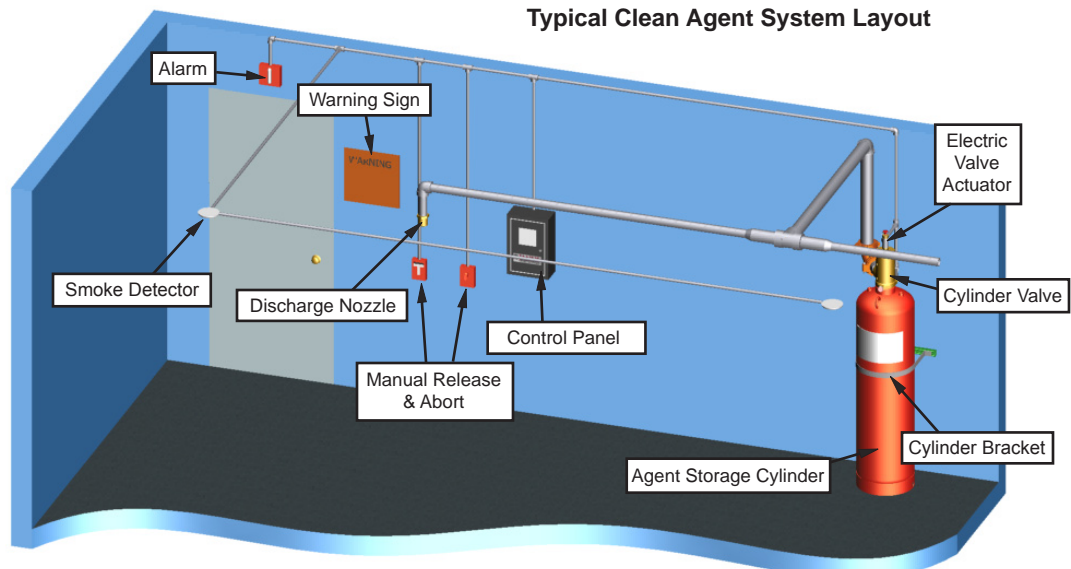 Typical Clean Agent System Layout
Alarm
Warning Sign
WARNING
Electric
Valve
Actuator
Smoke Detector
Discharge Nozzle
Control Panel
Cylinder Valve
Manual Release
& Abort
Cylinder Bracket
Agent Storage Cylinder